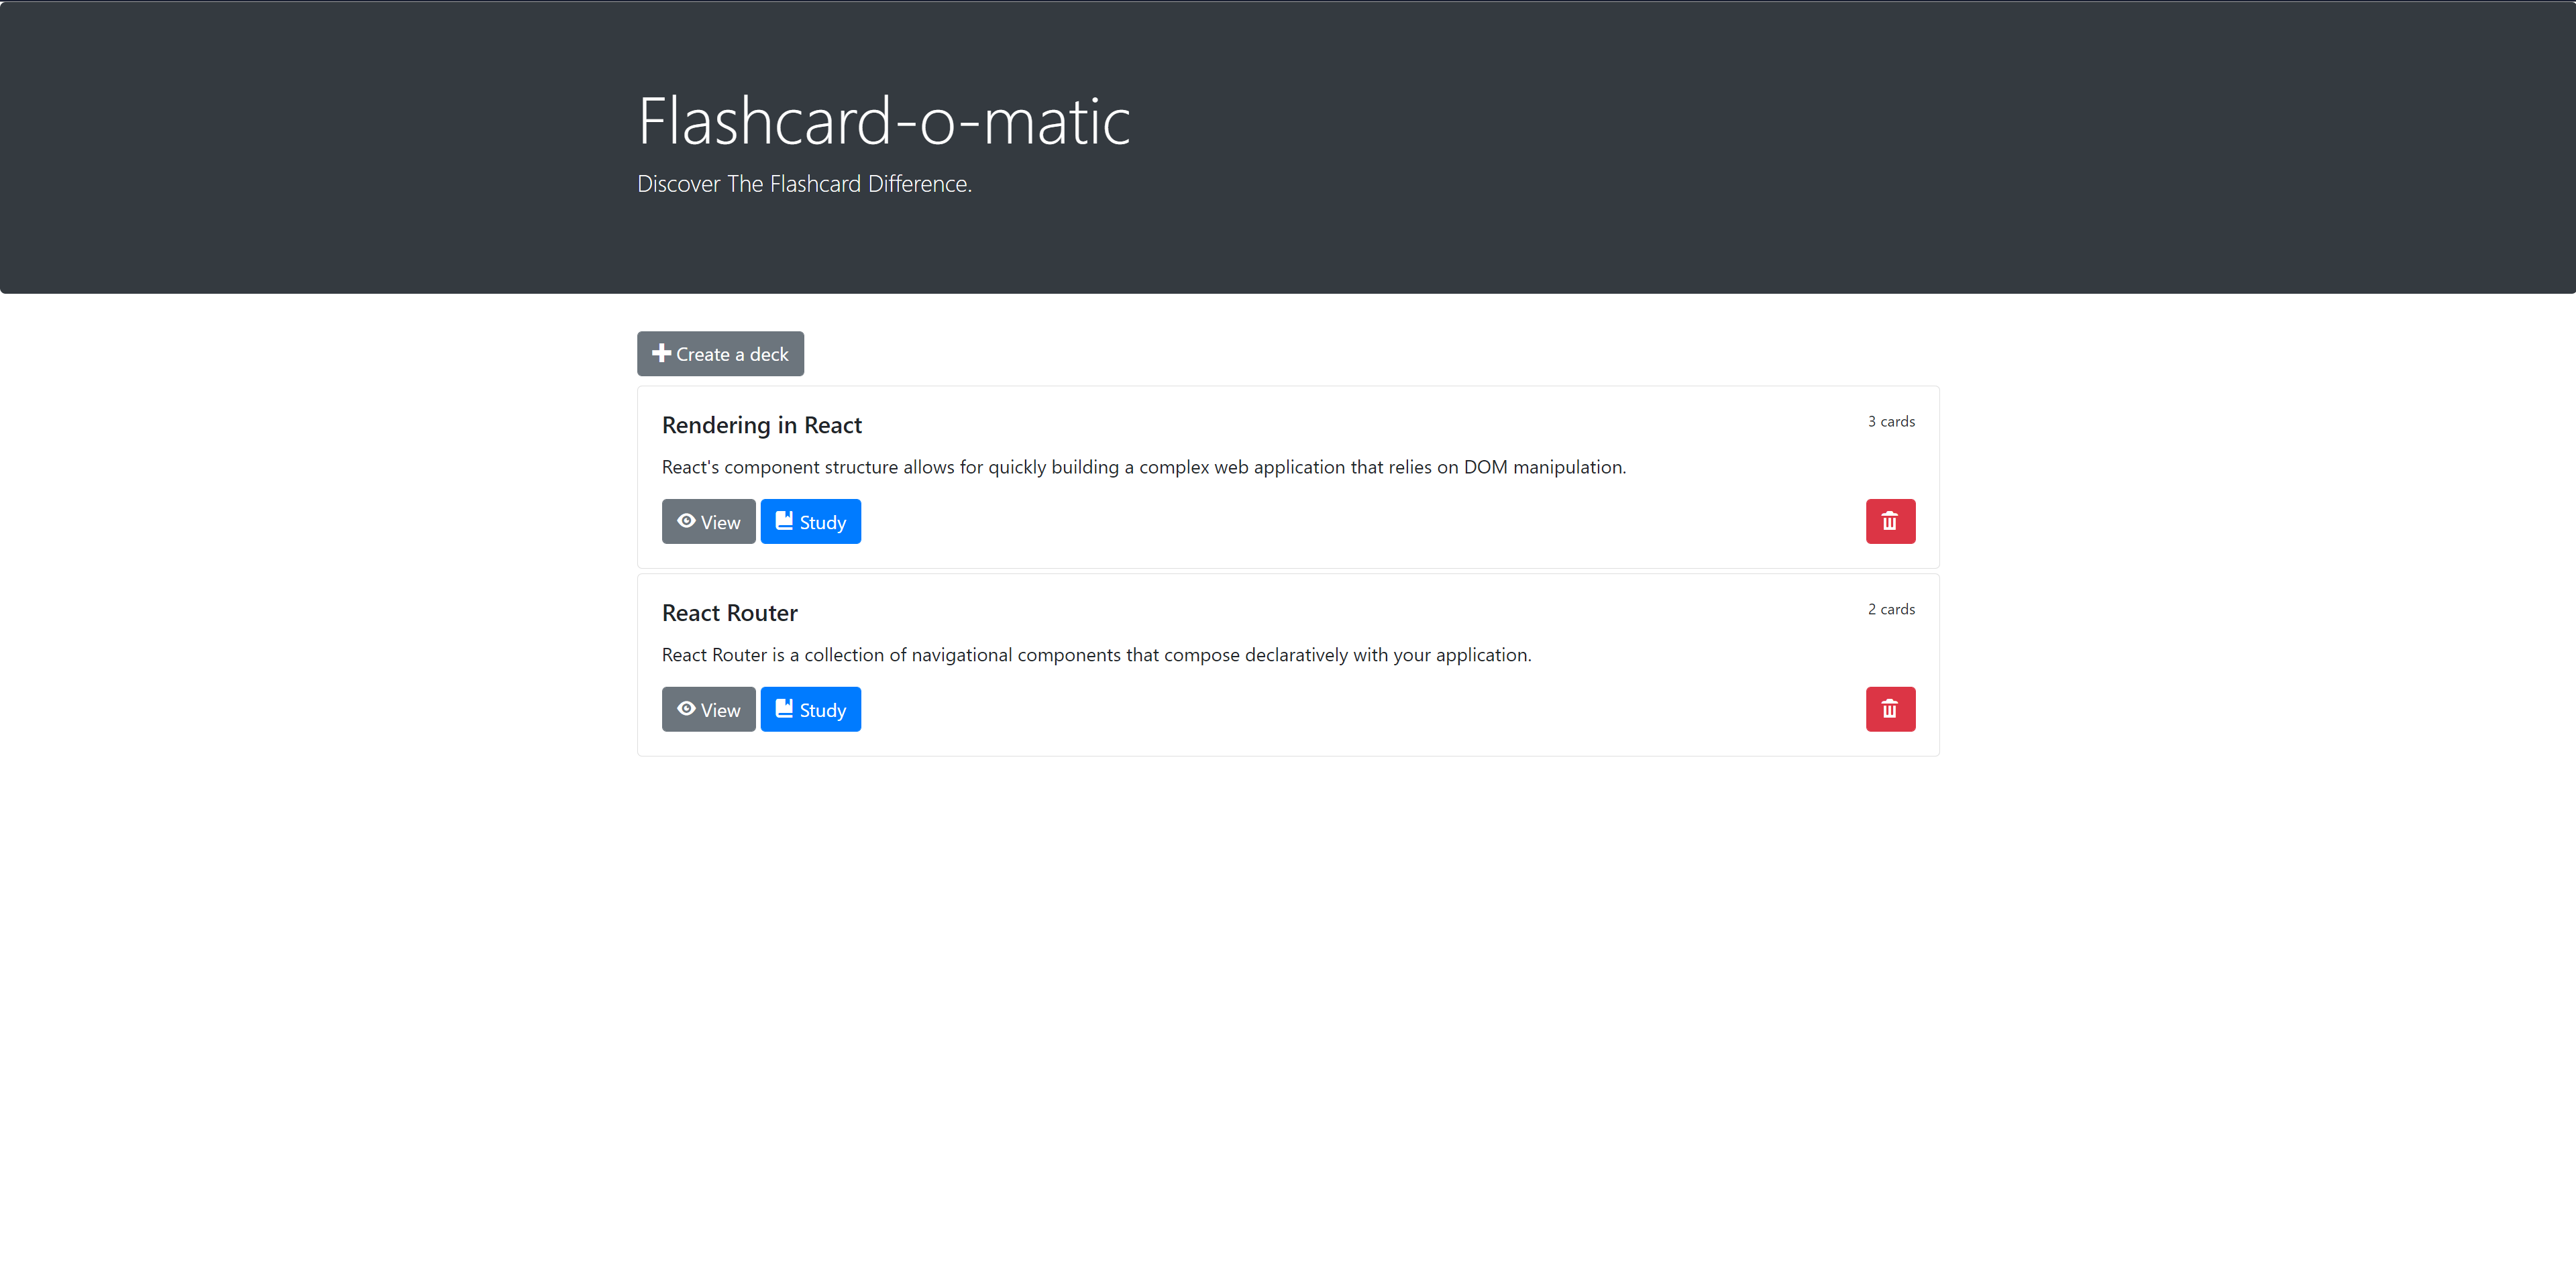 Flashcard-o-matic
Discover The Flashcard Difference.
Create a deck
Rendering in React
3 cards
React's component structure allows for quickly building a complex web application that relies on DOM manipulation.
View
Study
React Router
2 cards
React Router is a collection of navigational components that compose declaratively with your application.
View
Study